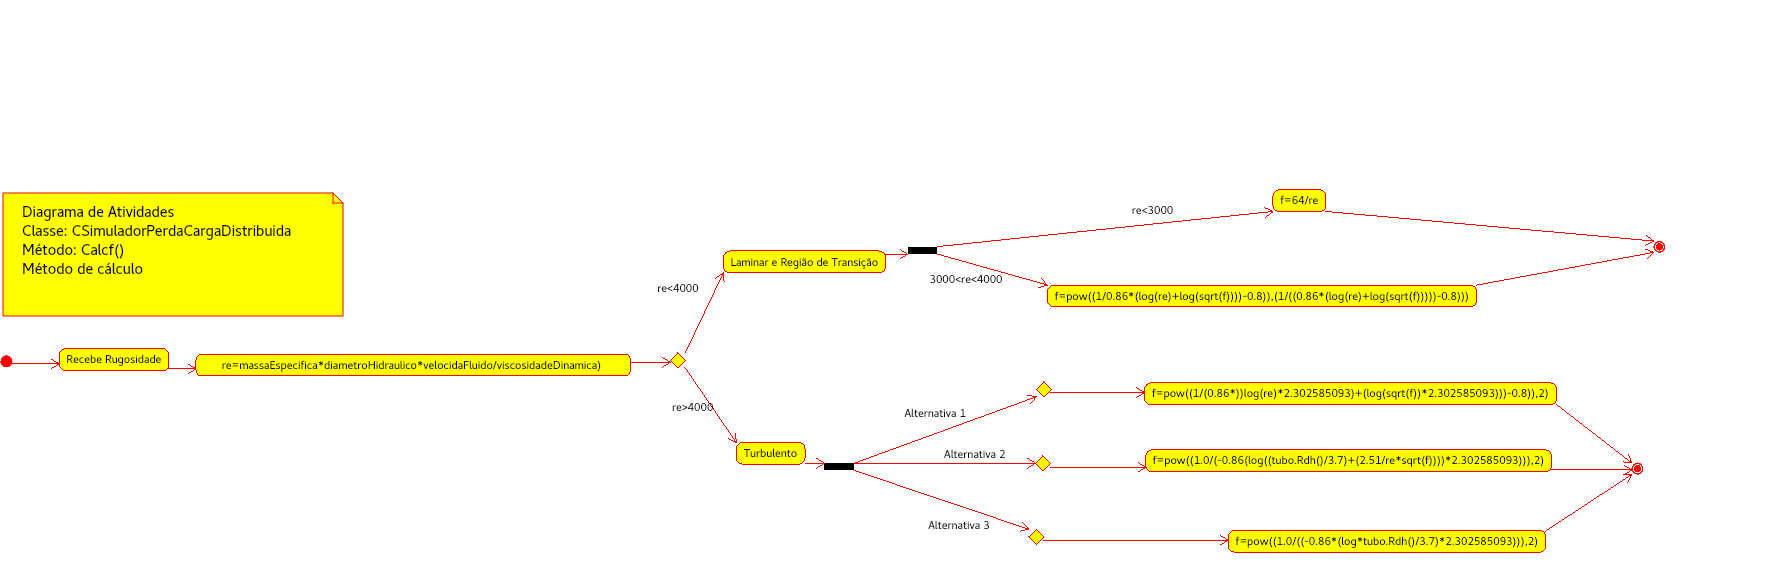 Diagrama de Atividades
Classe: CSimuladorPerdaCargaDistribuida
Método: Calcf()
Método de cálculo
Recebe Rugosidade
re=massaEspecifica*diametroHidraulico*velocidaFluido/viscosidadeDinamica)
re<4000
re>4000
Laminar e Região de Transição
re<3000
3000<re<4000
f=64/re
f=pow((1/0.86*(log(re)+log(sqrt(f))))-0.8)),(1/((0.86*(log(re)+log(sqrt(f)))))-0.8)))
Turbulento
Alternativa 1
Alternativa 2
Alternativa 3
f=pow((1/(0.86*))log(re)*2.302585093)+(log(sqrt(f))*2.302585093)))-0.8)),2)
f=pow((1.0/(-0.86(log((tubo.Rdh()/3.7)+(2.51/re*sqrt(f))))*2.302585093))),2)
f=pow((1.0/((-0.86*(log*tubo.Rdh()/3.7)*2.302585093))),2)